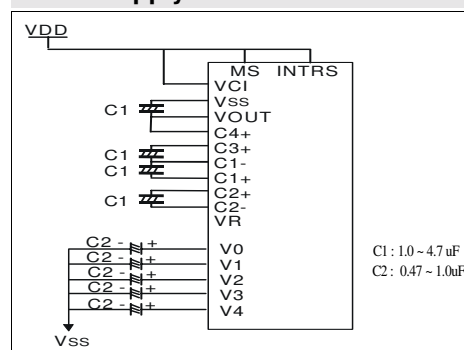 VDD
MS INTRS
VCI
VSS
VOUT
C1
C4+
C3+
C1
C1-
C1
C1+
C2+
C1
C2-
VR
C2 - + V0
C2 - + V1
C2 - + V2
C2 - + V3
C2 - + V4
VSS
C1 : 1.0 ~ 4.7 uF
C2 : 0.47 ~ 1.0uF